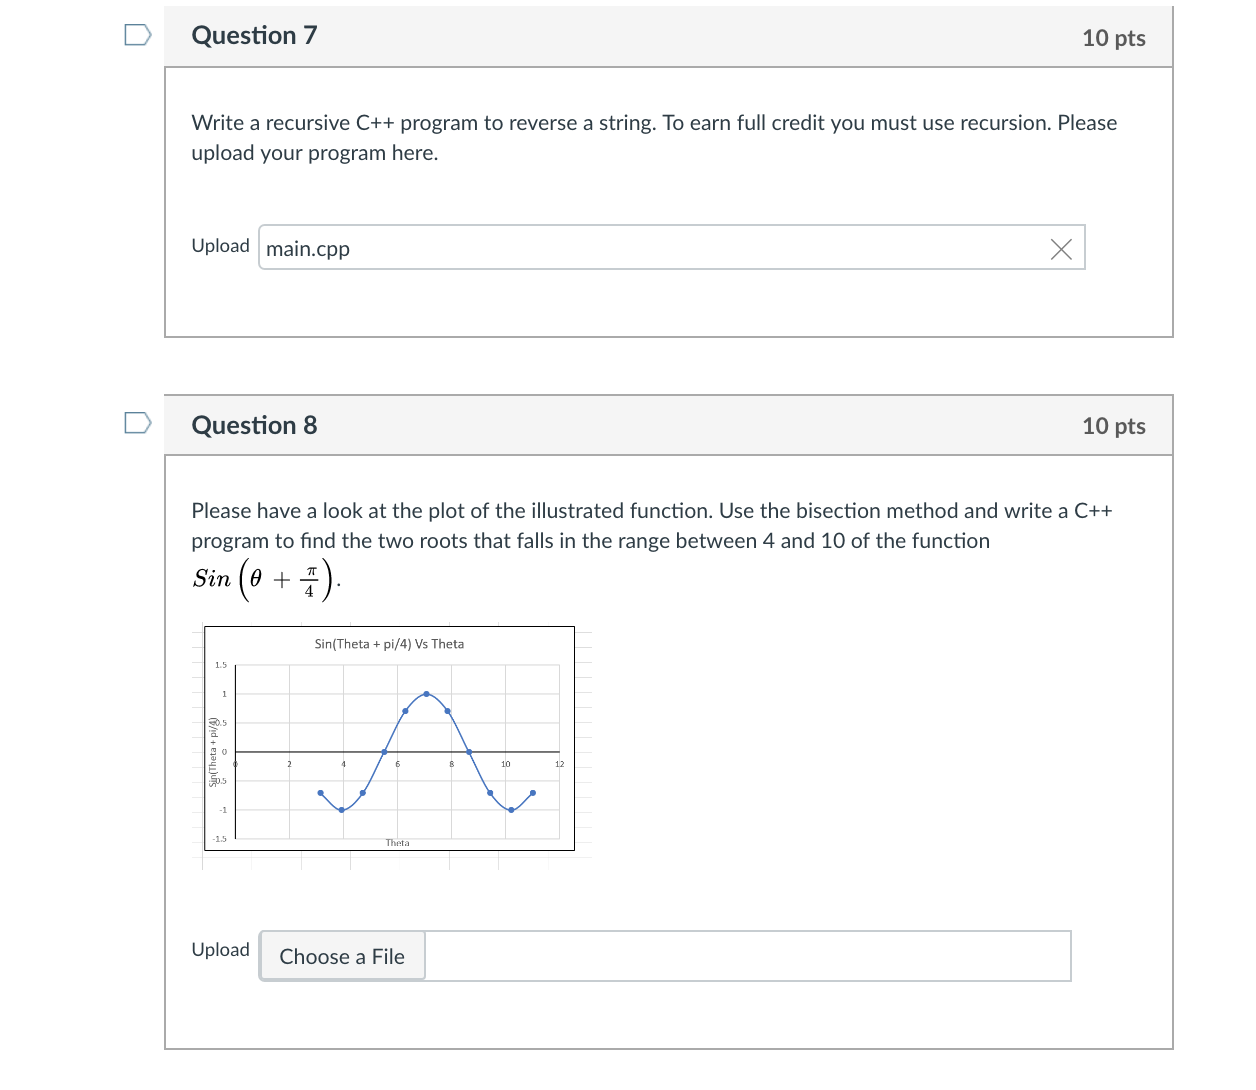 Question 7
10 pts
Write a recursive C++ program to reverse a string. To earn full credit you must use recursion. Please
upload your program here.
Upload
main.cpp
Question 8
10 pts
Please have a look at the plot of the illustrated function. Use the bisection method and write a C++
program to find the two roots that falls in the range between 4 and 10 of the function
Sin(θ + π/4).
Sin(Theta + pi/4) Vs Theta
1.5
1
0.5
0
-0.5
-1
-1.5
Sin(Theta + pi/4)
0 2 4 6 8 10 12
Theta
Upload
Choose a File